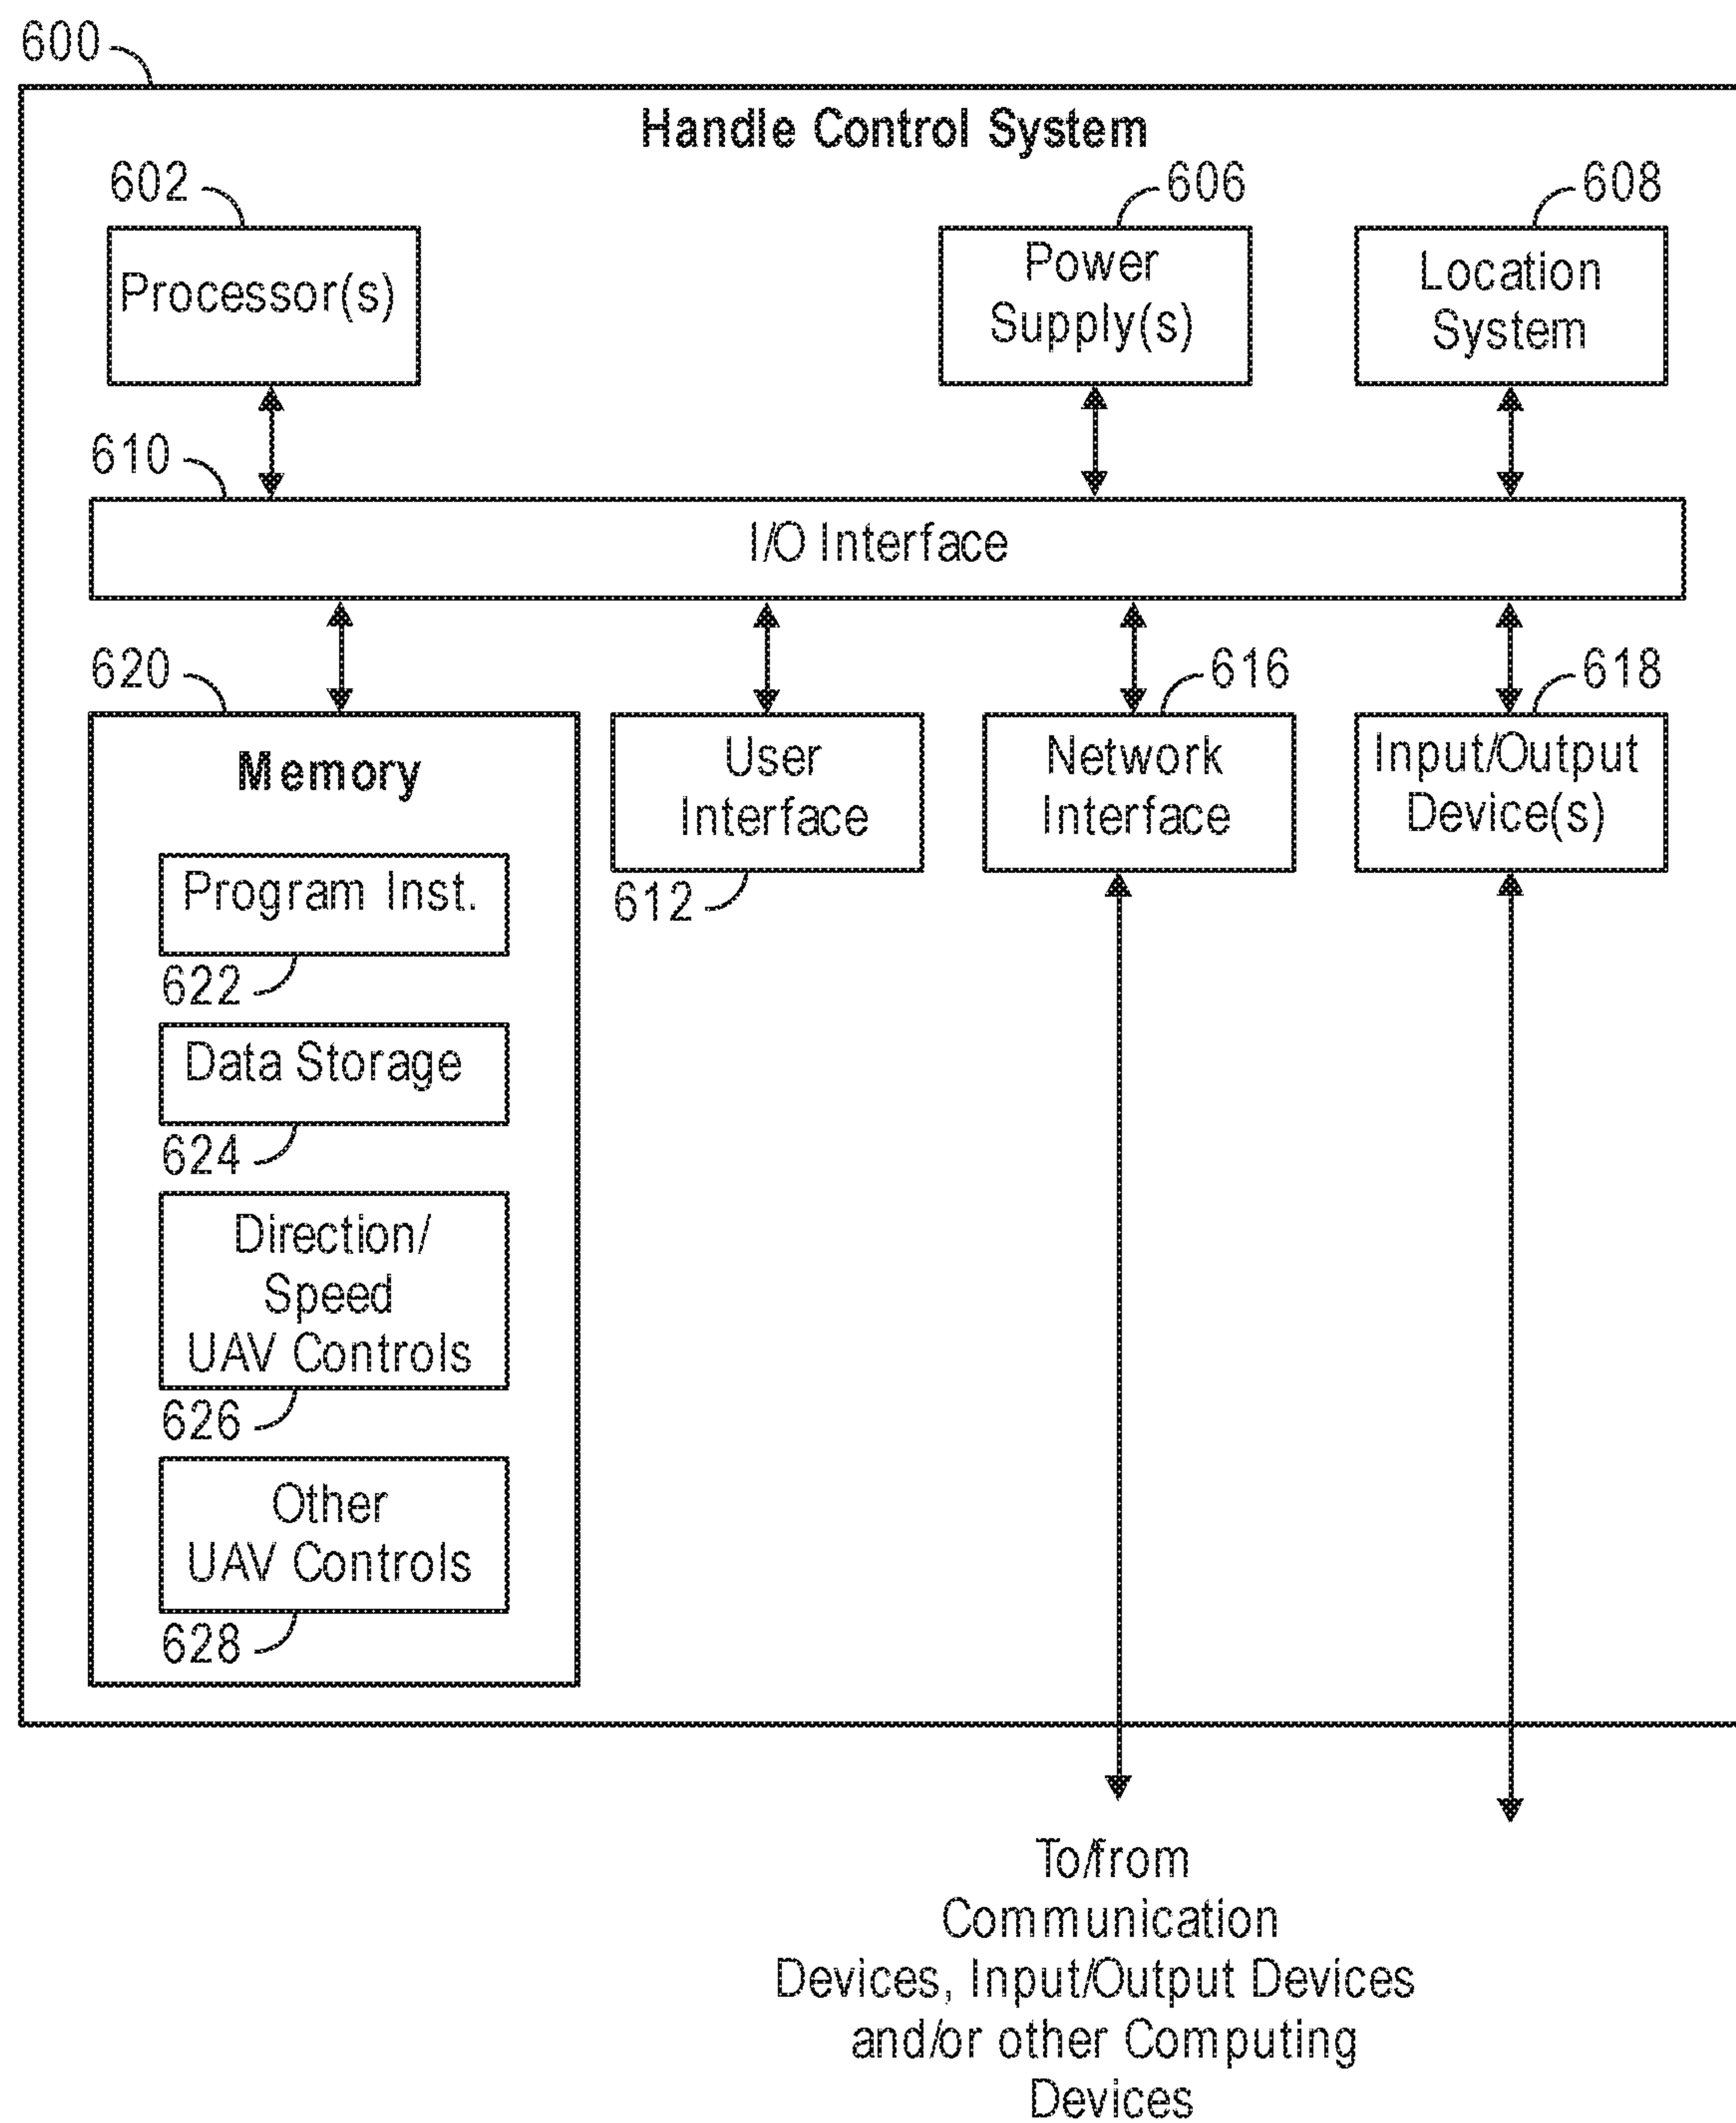 600
Handle Control System
602
606
608
Processor(s)
Power
Supply(s)
Location
System
610
I/O Interface
620
616
618
Memory
User
Interface
612
Network
Interface
Input/Output
Device(s)
Program Inst.
622
Data Storage
624
Direction/
Speed
UAV Controls
626
Other
UAV Controls
628
To/from
Communication
Devices, Input/Output Devices
and/or other Computing
Devices